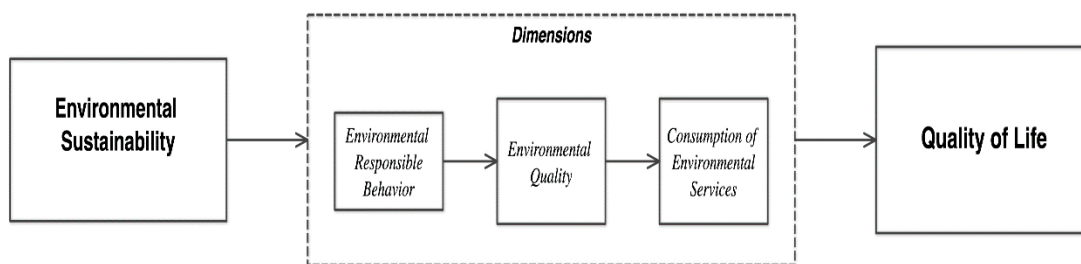 Dimensions
Environmental
Sustainability
Environmental
Responsible
Behavior
Environmental
Quality
Consumption of
Environmental
Services
Quality of Life